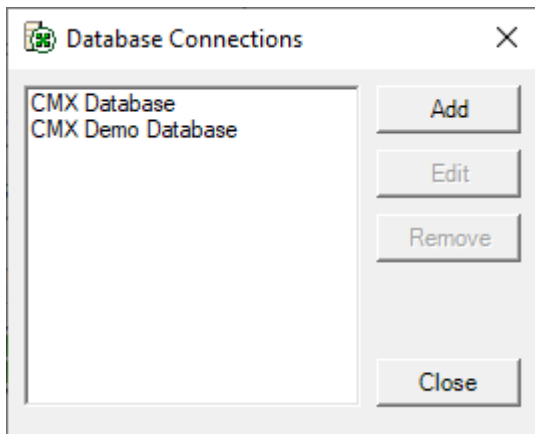 Database Connections
CMX Database
CMX Demo Database
Add
Edit
Remove
Close